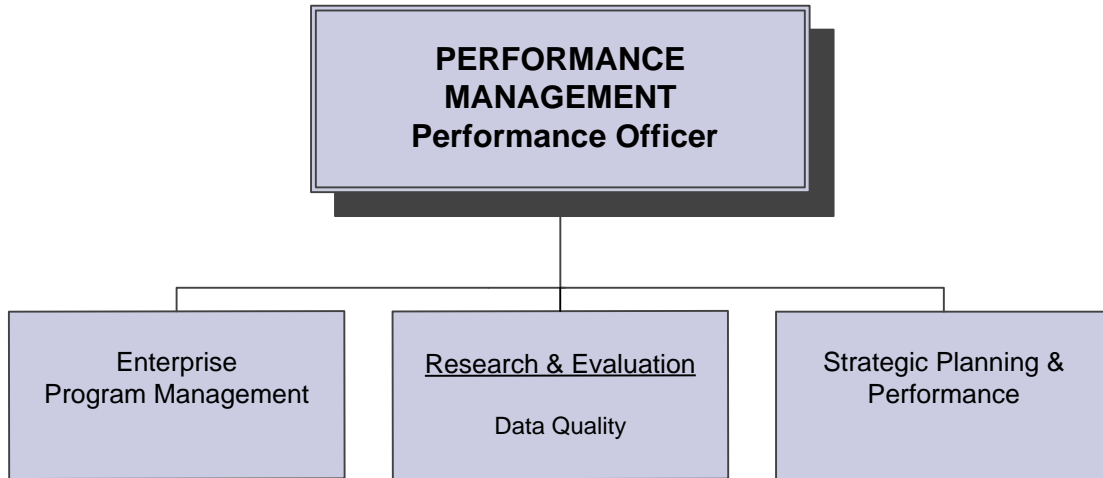 PERFORMANCE
MANAGEMENT
Performance Officer
Enterprise
Program Management
Research & Evaluation
Data Quality
Strategic Planning &
Performance